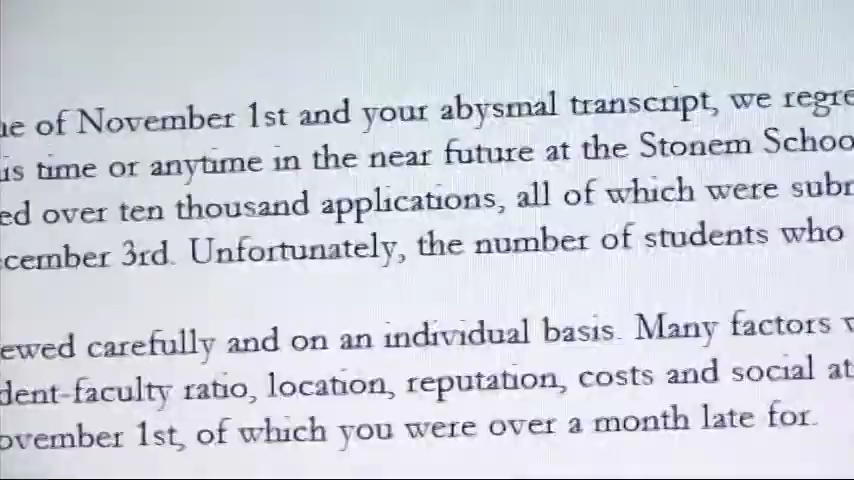 ue of November 1st and your abysmal transcript, we regre
is time or anytime in the near future at the Stonem Schoo
ed over ten thousand applications, all of which were subr
cember 3rd. Unfortunately, the number of students who
ewed carefully and on an individual basis. Many factors v
dent-faculty ratio, location, reputation, costs and social at
ovember 1st, of which you were over a month late for.